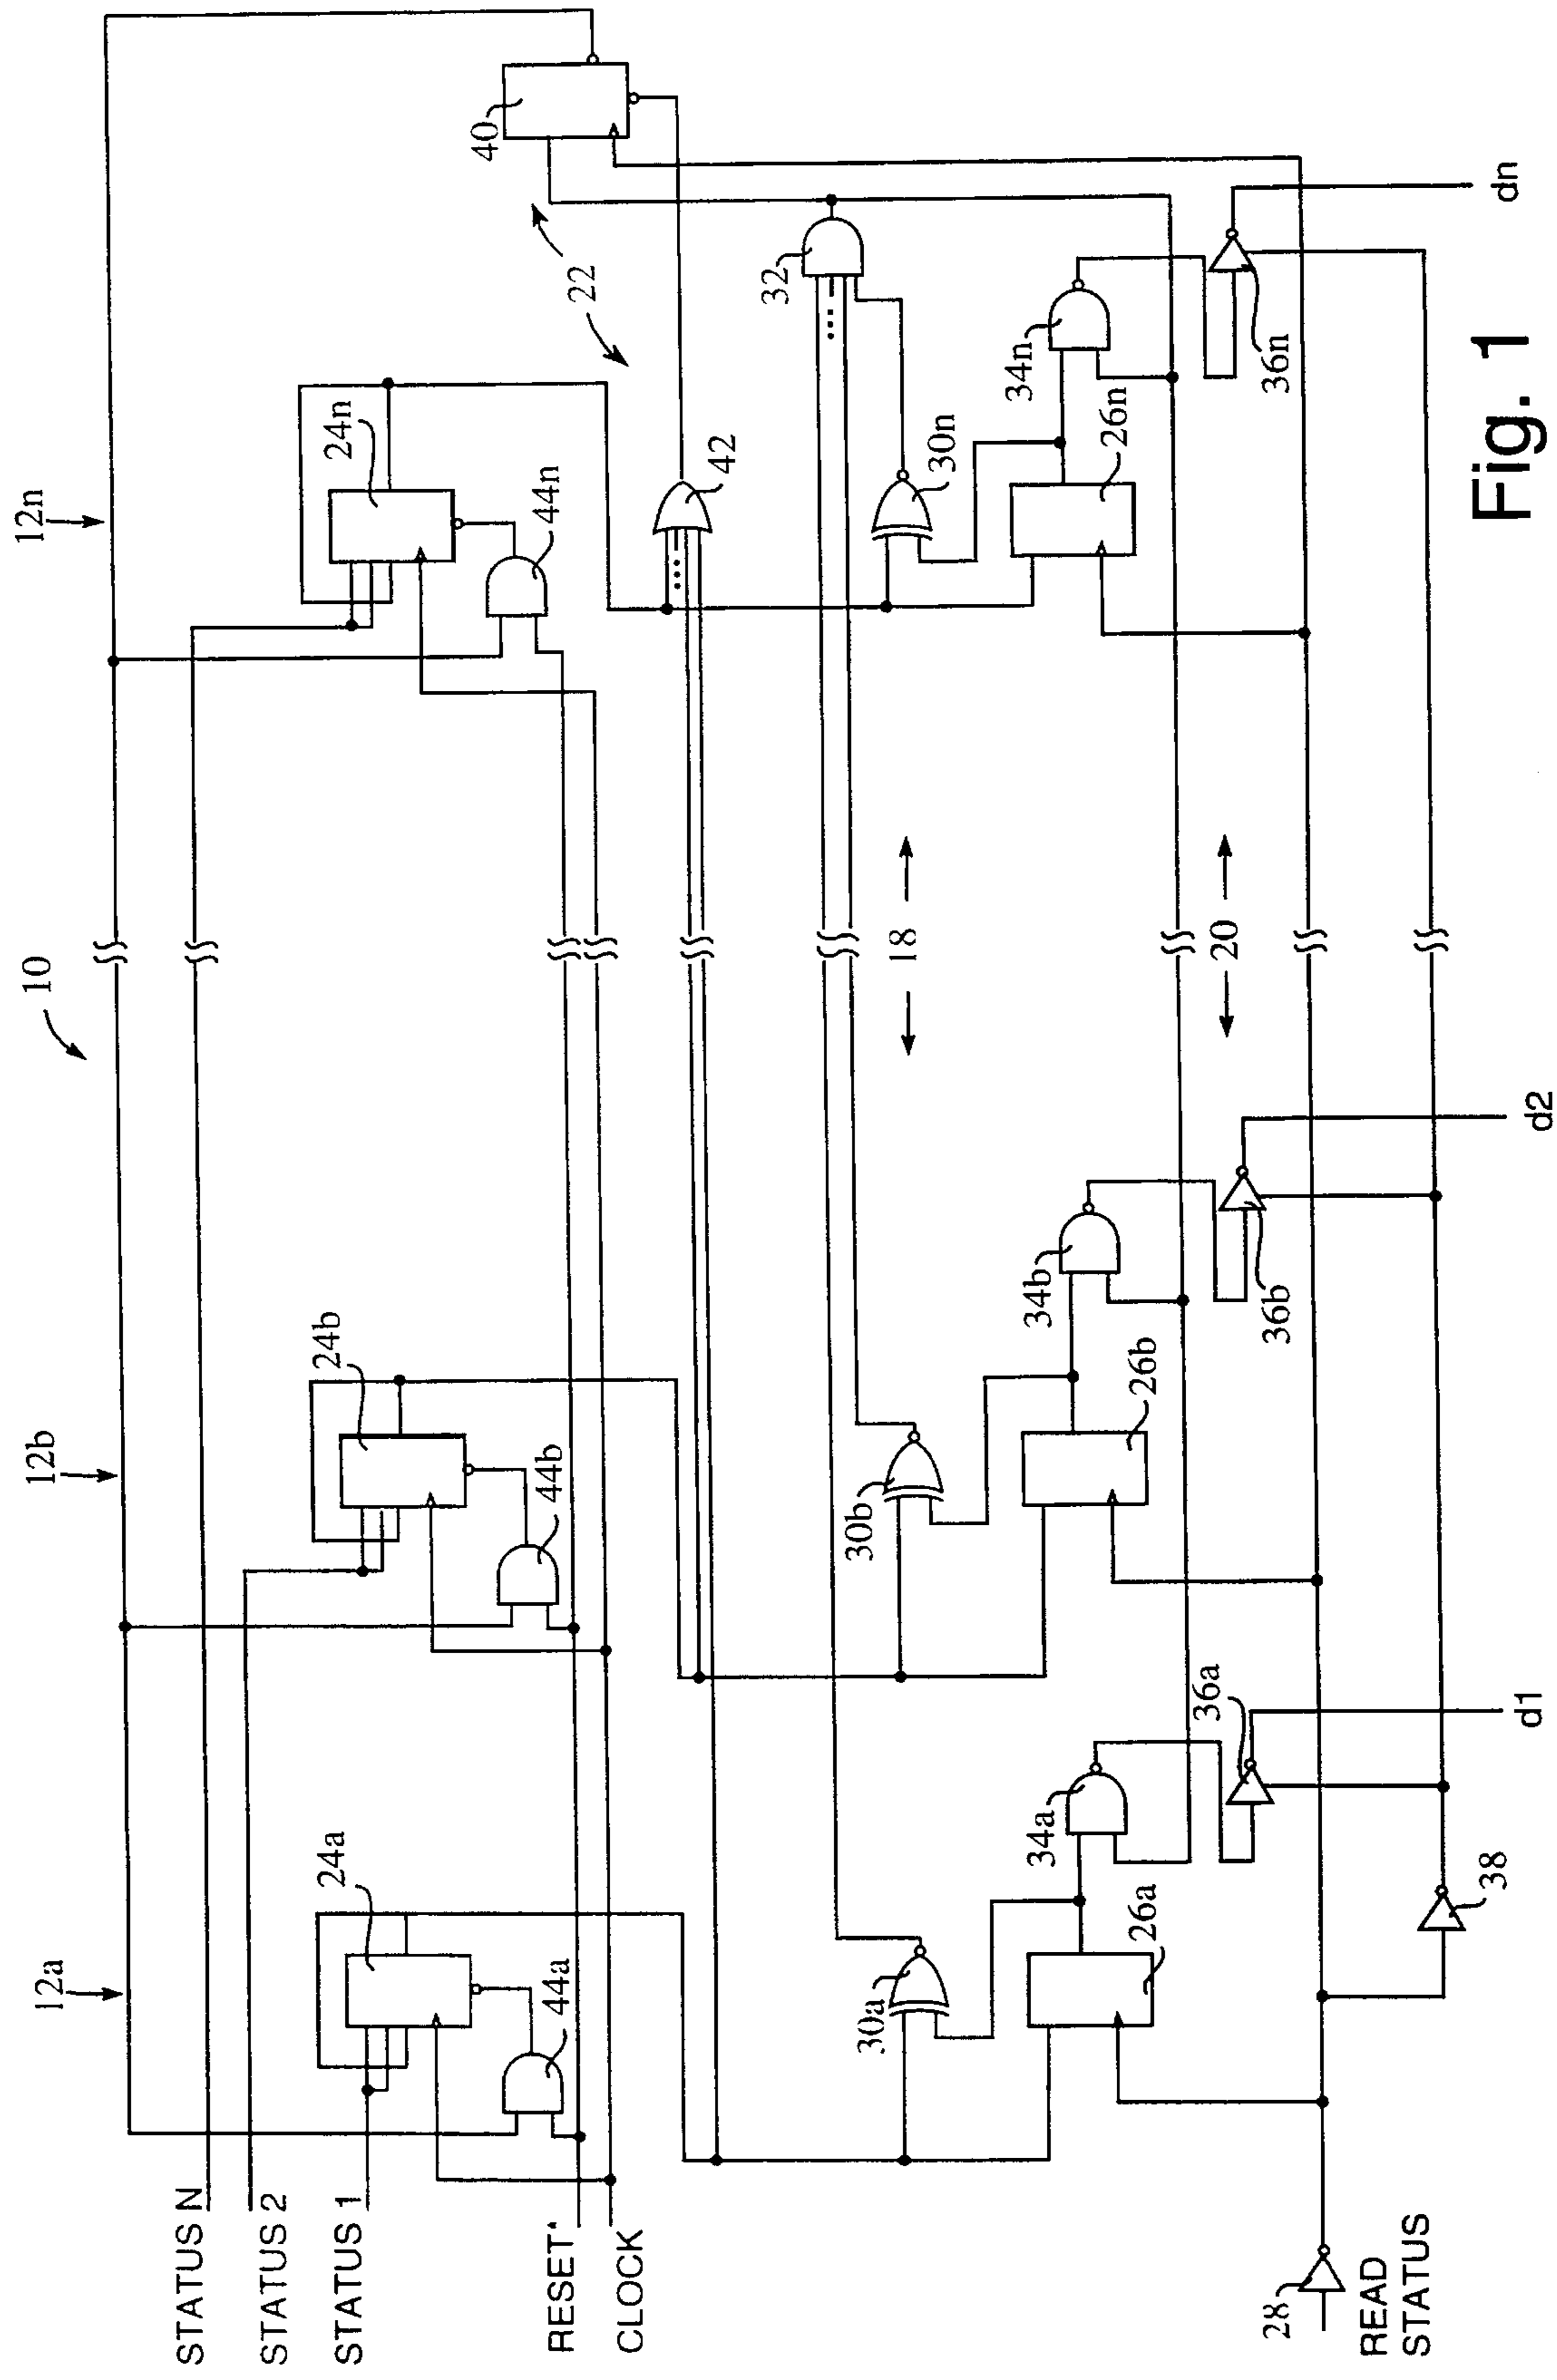 10
12a
12b
12n
STATUS N
STATUS 2
STATUS 1
RESET*
CLOCK
24a
24b
24n
44a
44b
44n
40
22
42
32
30a
30b
30n
18
26a
26b
26n
34a
34b
34n
20
36a
36b
36n
28
38
READ
STATUS
d1
d2
dn
Fig. 1